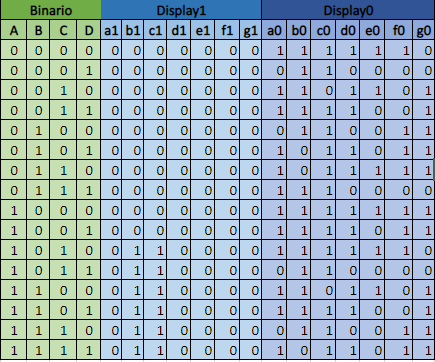 Binario Display1 Display0
A B C D a1 b1 c1 d1 e1 f1 g1 a0 b0 c0 d0 e0 f0 g0
0 0 0 0 0 0 0 0 0 0 0 1 1 1 1 1 1 0
0 0 0 1 0 0 0 0 0 0 0 0 1 1 0 0 0 0
0 0 1 0 0 0 0 0 0 0 0 1 1 0 1 1 0 1
0 0 1 1 0 0 0 0 0 0 0 1 1 1 1 0 0 1
0 1 0 0 0 0 0 0 0 0 0 0 1 1 0 0 1 1
0 1 0 1 0 0 0 0 0 0 0 1 0 1 1 0 1 1
0 1 1 0 0 0 0 0 0 0 0 1 0 1 1 1 1 1
0 1 1 1 0 0 0 0 0 0 0 1 1 1 0 0 0 0
1 0 0 0 0 0 0 0 0 0 0 1 1 1 1 1 1 1
1 0 0 1 0 0 0 0 0 0 0 1 1 1 1 0 1 1
1 0 1 0 0 1 1 0 0 0 0 1 1 1 1 1 1 0
1 0 1 1 0 1 1 0 0 0 0 0 1 1 0 0 0 0
1 1 0 0 0 1 1 0 0 0 0 1 1 0 1 1 0 1
1 1 0 1 0 1 1 0 0 0 0 1 1 1 1 0 0 1
1 1 1 0 0 1 1 0 0 0 0 0 1 1 0 0 1 1
1 1 1 1 0 1 1 0 0 0 0 1 0 1 1 0 1 1